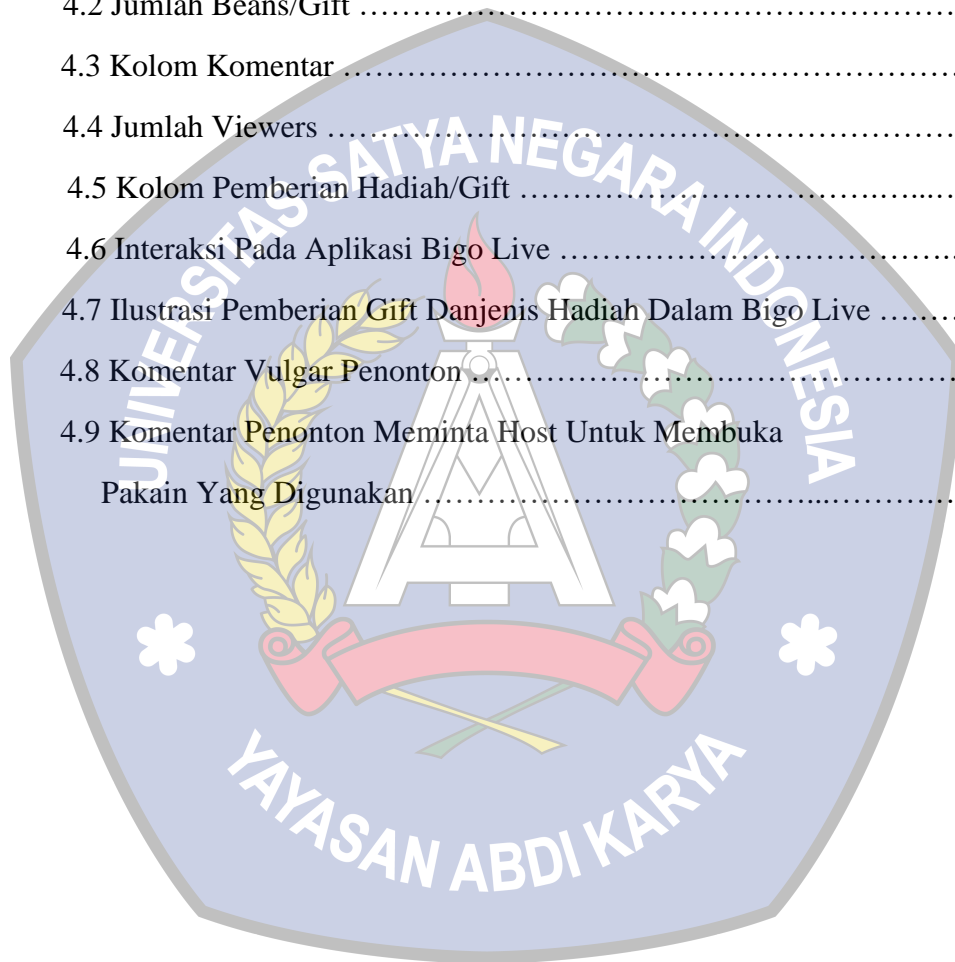 4.2 Jumlah Beans/Gift ……………………………………………………
4.3 Kolom Komentar ……………………………………………………
4.4 Jumlah Viewers ……………………………………………………
4.5 Kolom Pemberian Hadiah/Gift ……………………………….…...…
4.6 Interaksi Pada Aplikasi Bigo Live …………………………………….
4.7 Ilustrasi Pemberian Gift Danjenis Hadiah Dalam Bigo Live ….……
4.8 Komentar Vulgar Penonton …………………………………………….
4.9 Komentar Penonton Meminta Host Untuk Membuka
Pakain Yang Digunakan ……………………………………...……….…
UNIVERSITAS SATYA NEGARA INDONESIA
YAYASAN ABDI KARYA